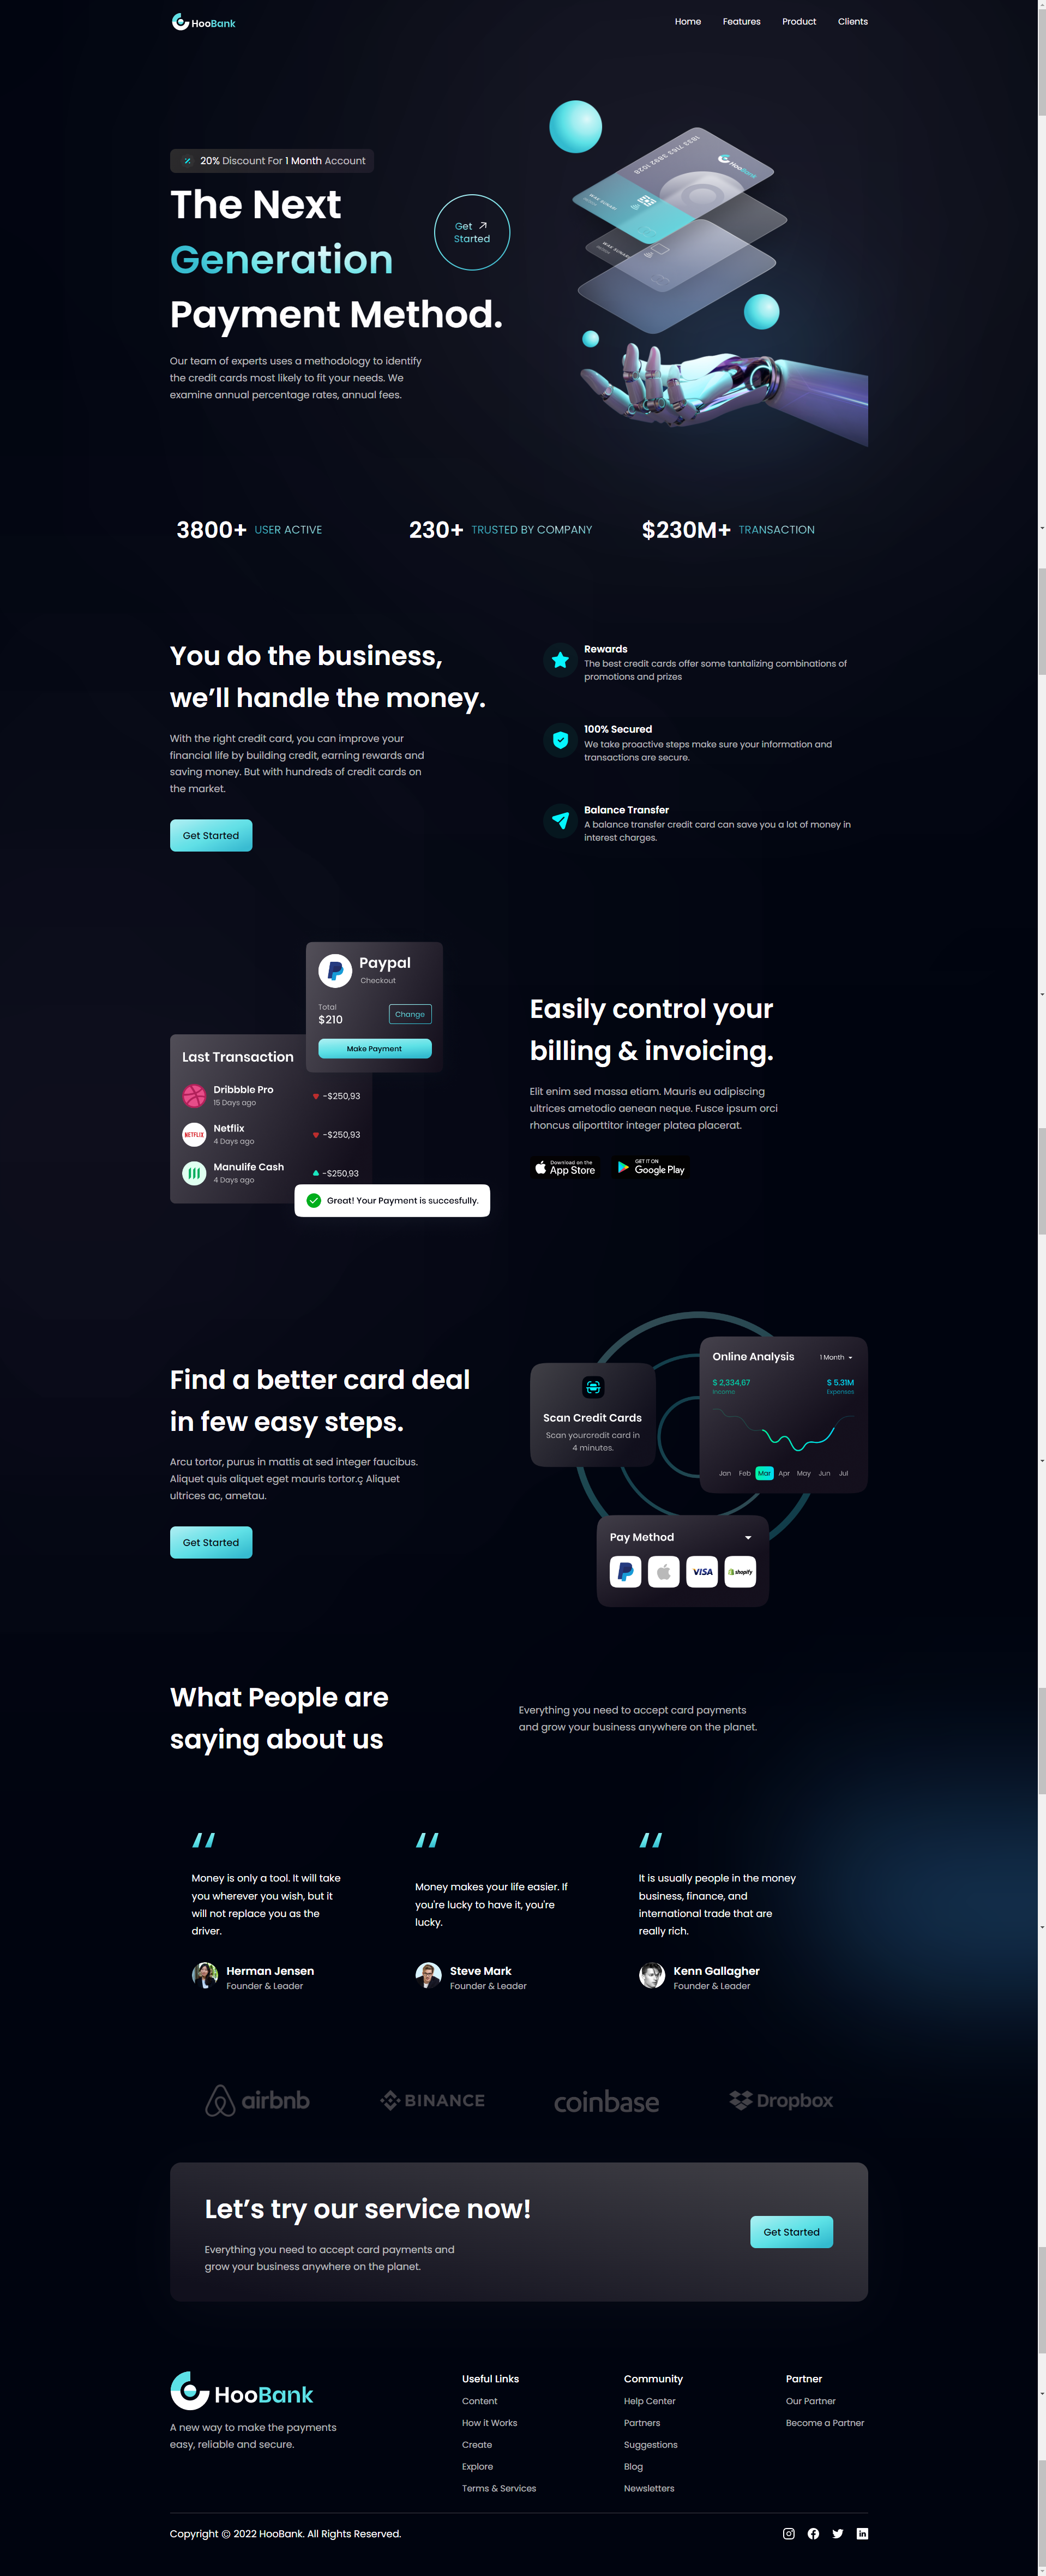 HooBank
Home Features Product Clients
20% Discount For 1 Month Account
The Next
Generation
Payment Method.
Get
Started
Our team of experts uses a methodology to identify
the credit cards most likely to fit your needs. We
examine annual percentage rates, annual fees.
HooBank
3800+ USER ACTIVE
230+ TRUSTED BY COMPANY
$230M+ TRANSACTION
You do the business,
we’ll handle the money.
With the right credit card, you can improve your
financial life by building credit, earning rewards and
saving money. But with hundreds of credit cards on
the market.
Get Started
Rewards
The best credit cards offer some tantalizing combinations of
promotions and prizes
100% Secured
We take proactive steps make sure your information and
transactions are secure.
Balance Transfer
A balance transfer credit card can save you a lot of money in
interest charges.
Paypal
Checkout
Total
$210
Change
Make Payment
Last Transaction
Dribbble Pro
15 Days ago
-$250,93
NETFLIX
Netflix
4 Days ago
-$250,93
Manulife Cash
4 Days ago
-$250,93
Great! Your Payment is succesfully.
Easily control your
billing & invoicing.
Elit enim sed massa etiam. Mauris eu adipiscing
ultrices ametodio aenean neque. Fusce ipsum orci
rhoncus aliporttitor integer platea placerat.
Download on the
App Store
GET IT ON
Google Play
Find a better card deal
in few easy steps.
Arcu tortor, purus in mattis at sed integer faucibus.
Aliquet quis aliquet eget mauris tortor.ç Aliquet
ultrices ac, ametau.
Get Started
Scan Credit Cards
Scan yourcredit card in
4 minutes.
Online Analysis
1 Month
$ 2,334,67
Income
$ 5.31M
Expenses
Jan Feb Mar Apr May Jun Jul
Pay Method
VISA
shopify
What People are
saying about us
Everything you need to accept card payments
and grow your business anywhere on the planet.
Money is only a tool. It will take
you wherever you wish, but it
will not replace you as the
driver.
Herman Jensen
Founder & Leader
Money makes your life easier. If
you're lucky to have it, you're
lucky.
Steve Mark
Founder & Leader
It is usually people in the money
business, finance, and
international trade that are
really rich.
Kenn Gallagher
Founder & Leader
airbnb
BINANCE
coinbase
Dropbox
Let’s try our service now!
Everything you need to accept card payments and
grow your business anywhere on the planet.
Get Started
HooBank
A new way to make the payments
easy, reliable and secure.
Useful Links
Content
How it Works
Create
Explore
Terms & Services
Community
Help Center
Partners
Suggestions
Blog
Newsletters
Partner
Our Partner
Become a Partner
Copyright © 2022 HooBank. All Rights Reserved.